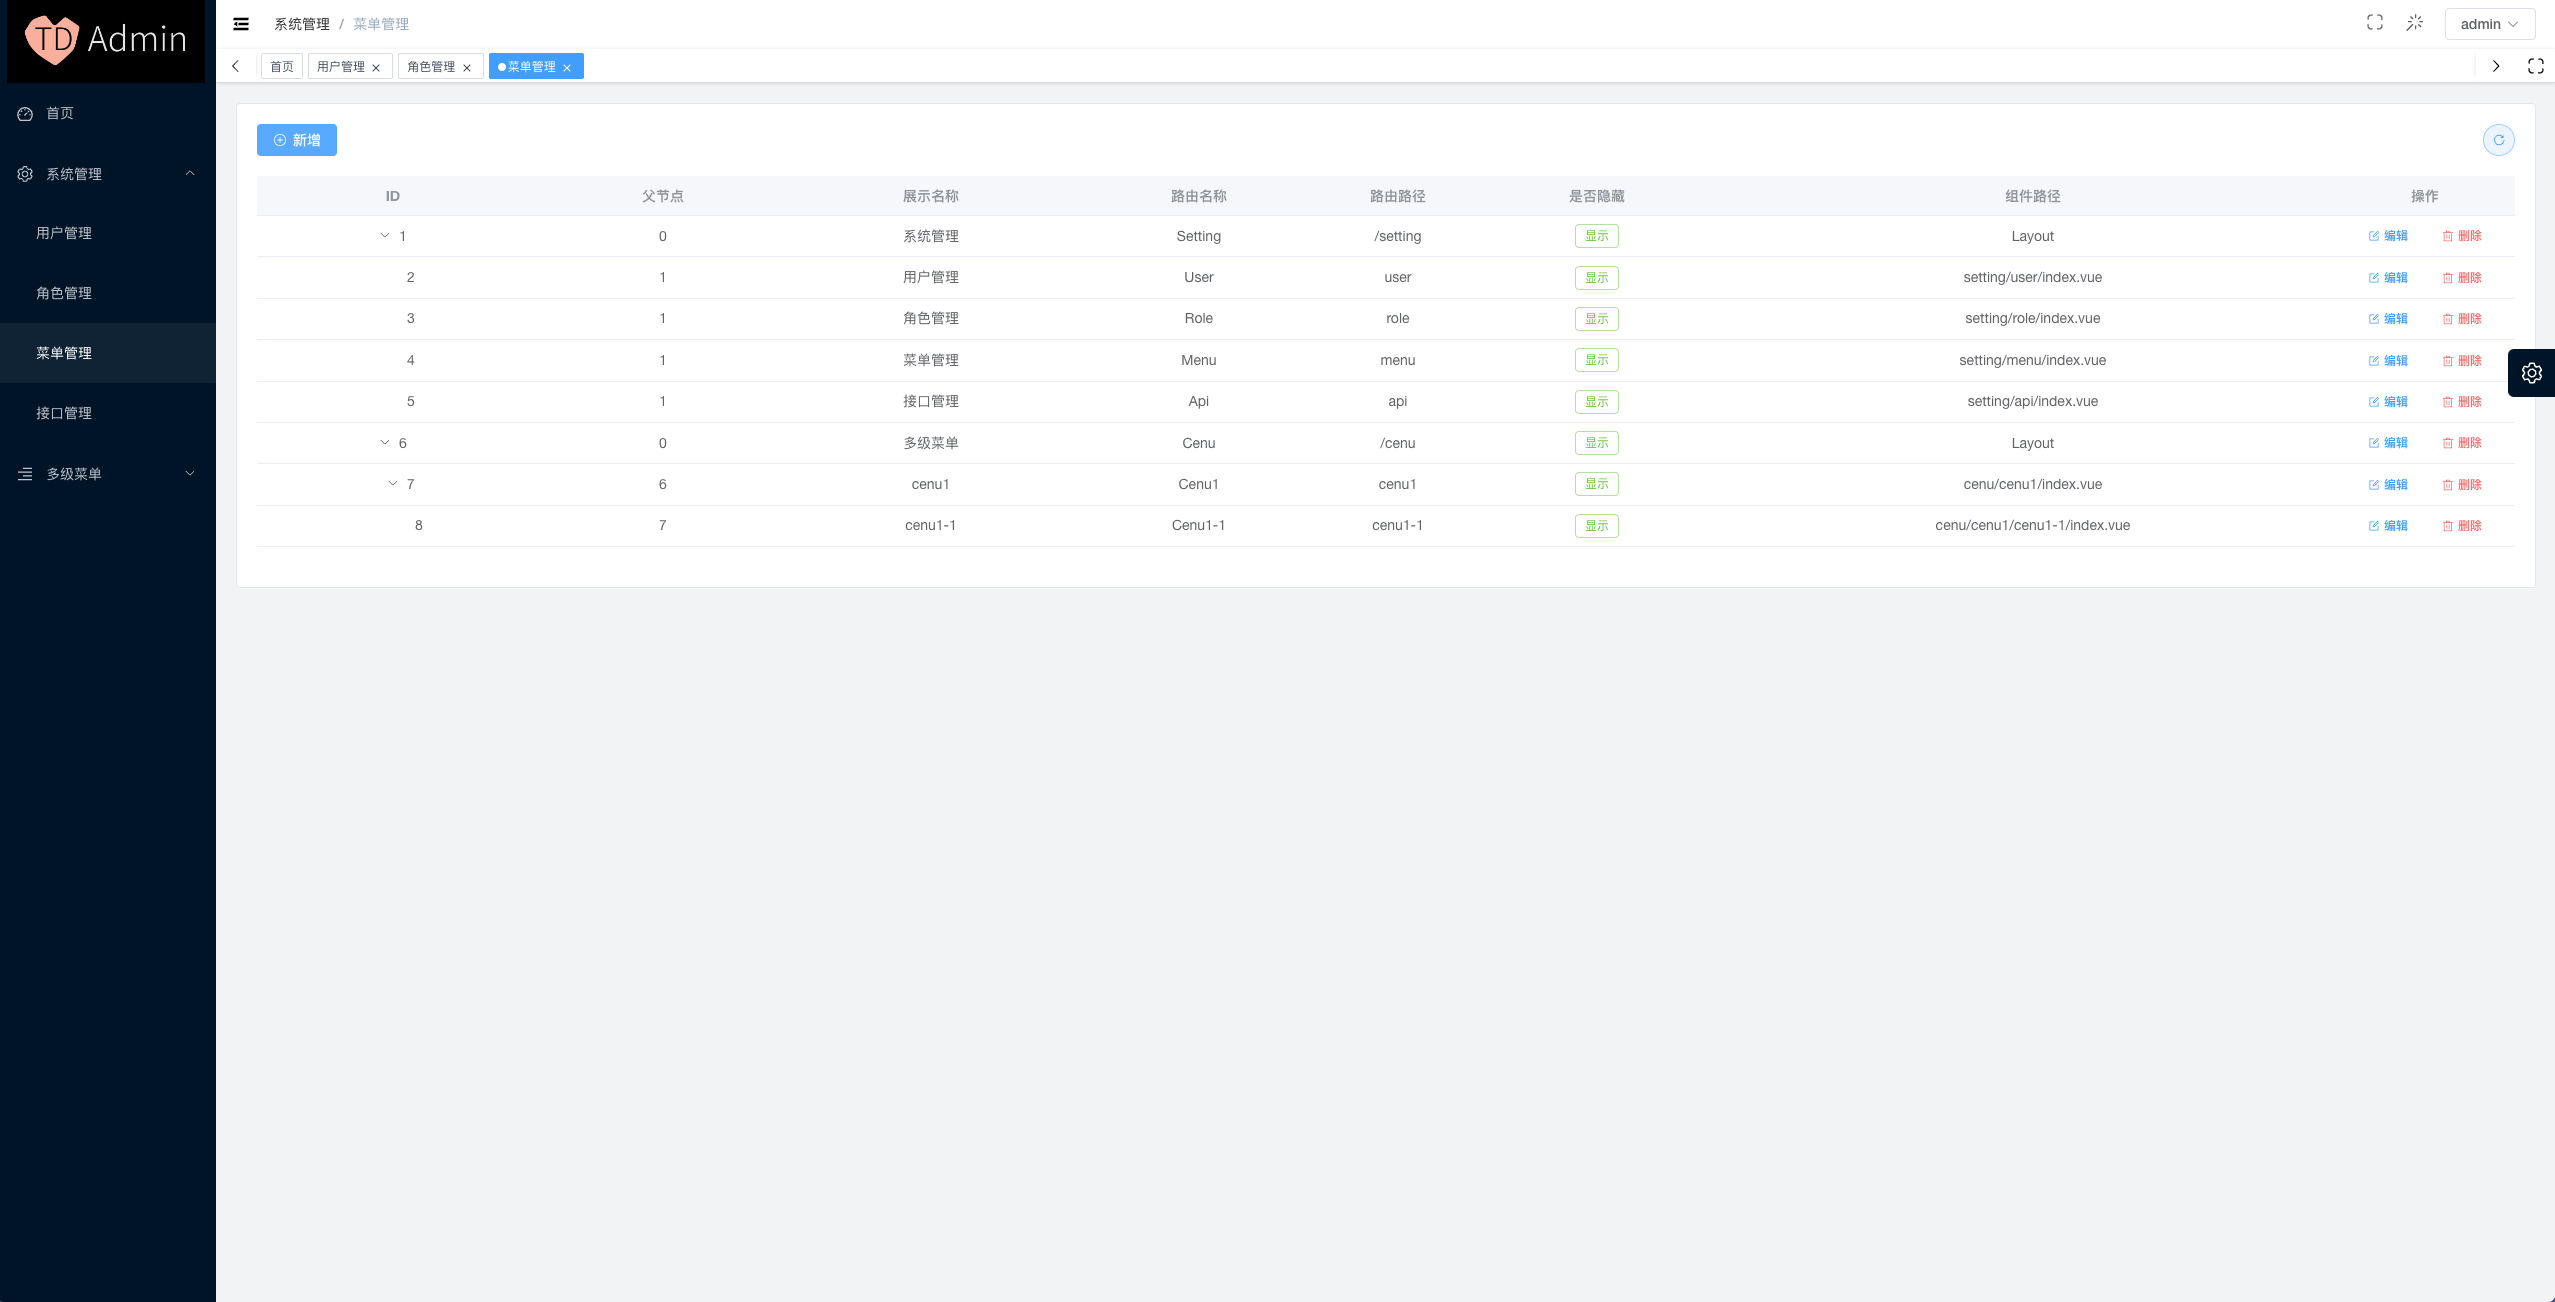 TD Admin
系统管理 / 菜单管理
admin
首页
用户管理
角色管理
菜单管理
首页
系统管理
用户管理
角色管理
菜单管理
接口管理
多级菜单
新增
ID 父节点 展示名称 路由名称 路由路径 是否隐藏 组件路径 操作
1 0 系统管理 Setting /setting 显示 Layout 编辑 删除
2 1 用户管理 User user 显示 setting/user/index.vue 编辑 删除
3 1 角色管理 Role role 显示 setting/role/index.vue 编辑 删除
4 1 菜单管理 Menu menu 显示 setting/menu/index.vue 编辑 删除
5 1 接口管理 Api api 显示 setting/api/index.vue 编辑 删除
6 0 多级菜单 Cenu /cenu 显示 Layout 编辑 删除
7 6 cenu1 Cenu1 cenu1 显示 cenu/cenu1/index.vue 编辑 删除
8 7 cenu1-1 Cenu1-1 cenu1-1 显示 cenu/cenu1/cenu1-1/index.vue 编辑 删除